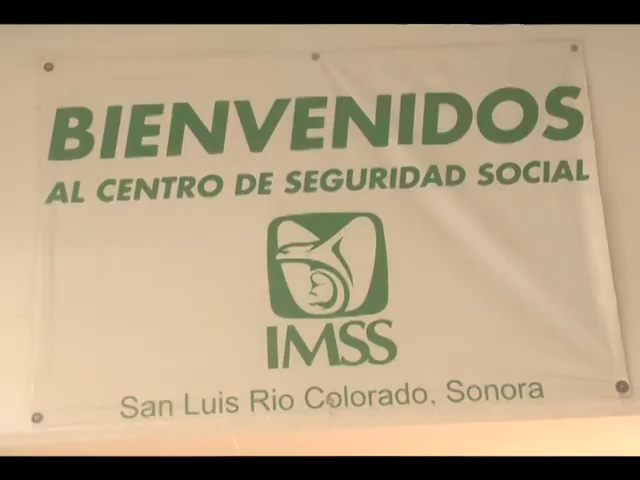 BIENVENIDOS
AL CENTRO DE SEGURIDAD SOCIAL
IMSS
San Luis Rio Colorado, Sonora